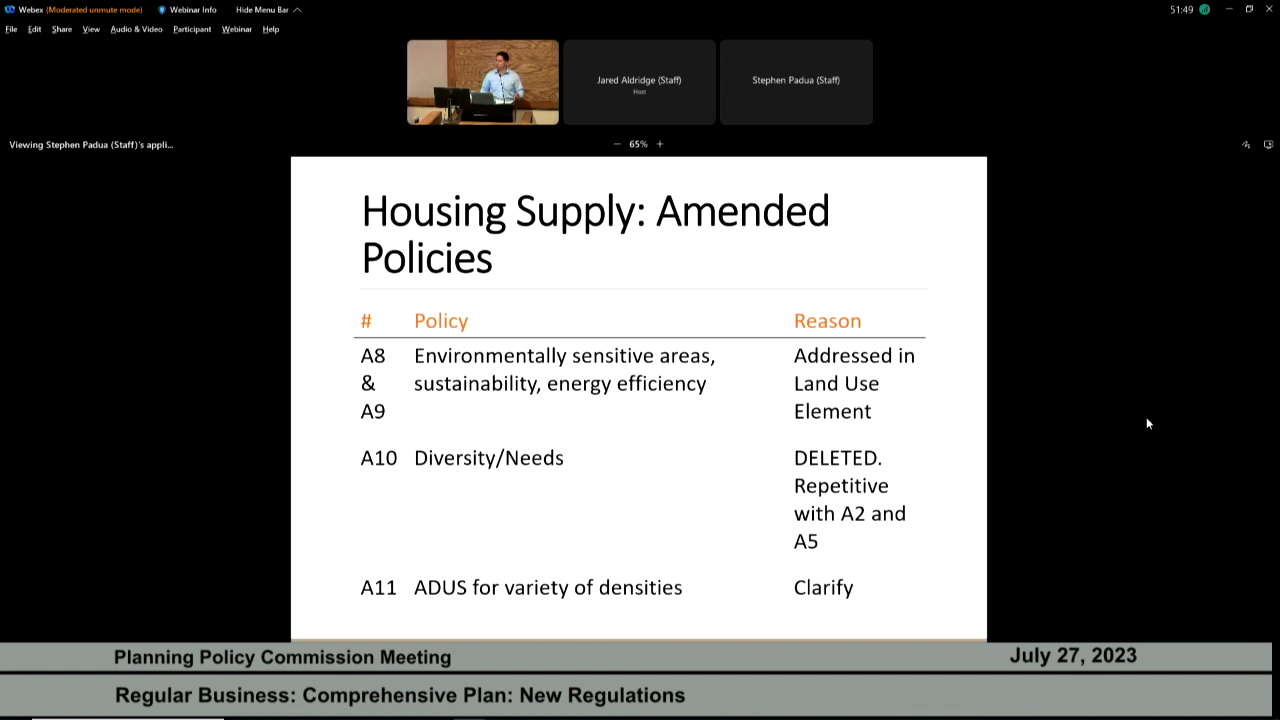 Webex (Moderated unmute mode) Webinar Info Hide Menu Bar 51:49
File Edit Share View Audio & Video Participant Webinar Help
Jared Aldridge (Staff)
Host
Stephen Padua (Staff)
Viewing Stephen Padua (Staff)'s appli...
65%
Housing Supply: Amended
Policies
# Policy Reason
A8 Environmentally sensitive areas, Addressed in
& sustainability, energy efficiency Land Use
A9 Element
A10 Diversity/Needs DELETED.
Repetitive
with A2 and
A5
A11 ADUS for variety of densities Clarify
Planning Policy Commission Meeting July 27, 2023
Regular Business: Comprehensive Plan: New Regulations